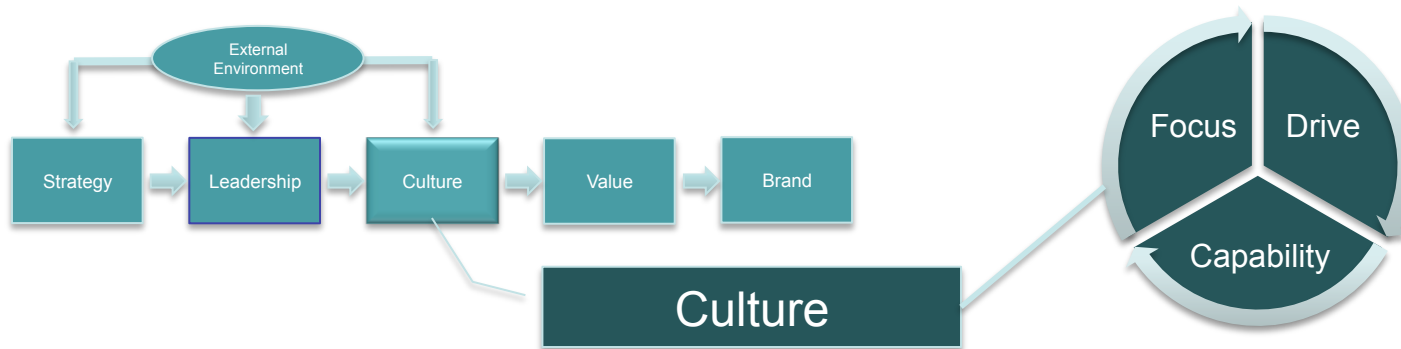 External
Environment
Strategy
Leadership
Culture
Value
Brand
Culture
Focus
Drive
Capability